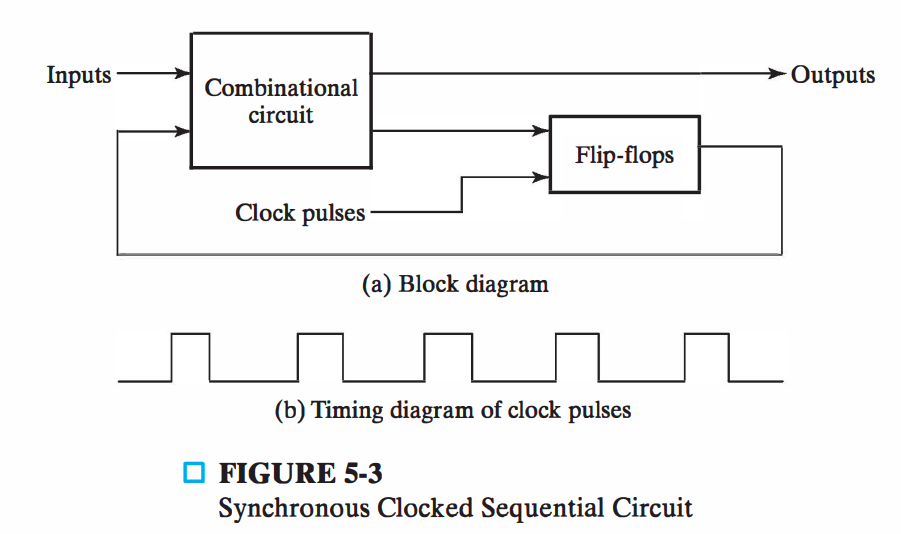 Inputs
Combinational
circuit
Outputs
Flip-flops
Clock pulses
(a) Block diagram
(b) Timing diagram of clock pulses
FIGURE 5-3
Synchronous Clocked Sequential Circuit